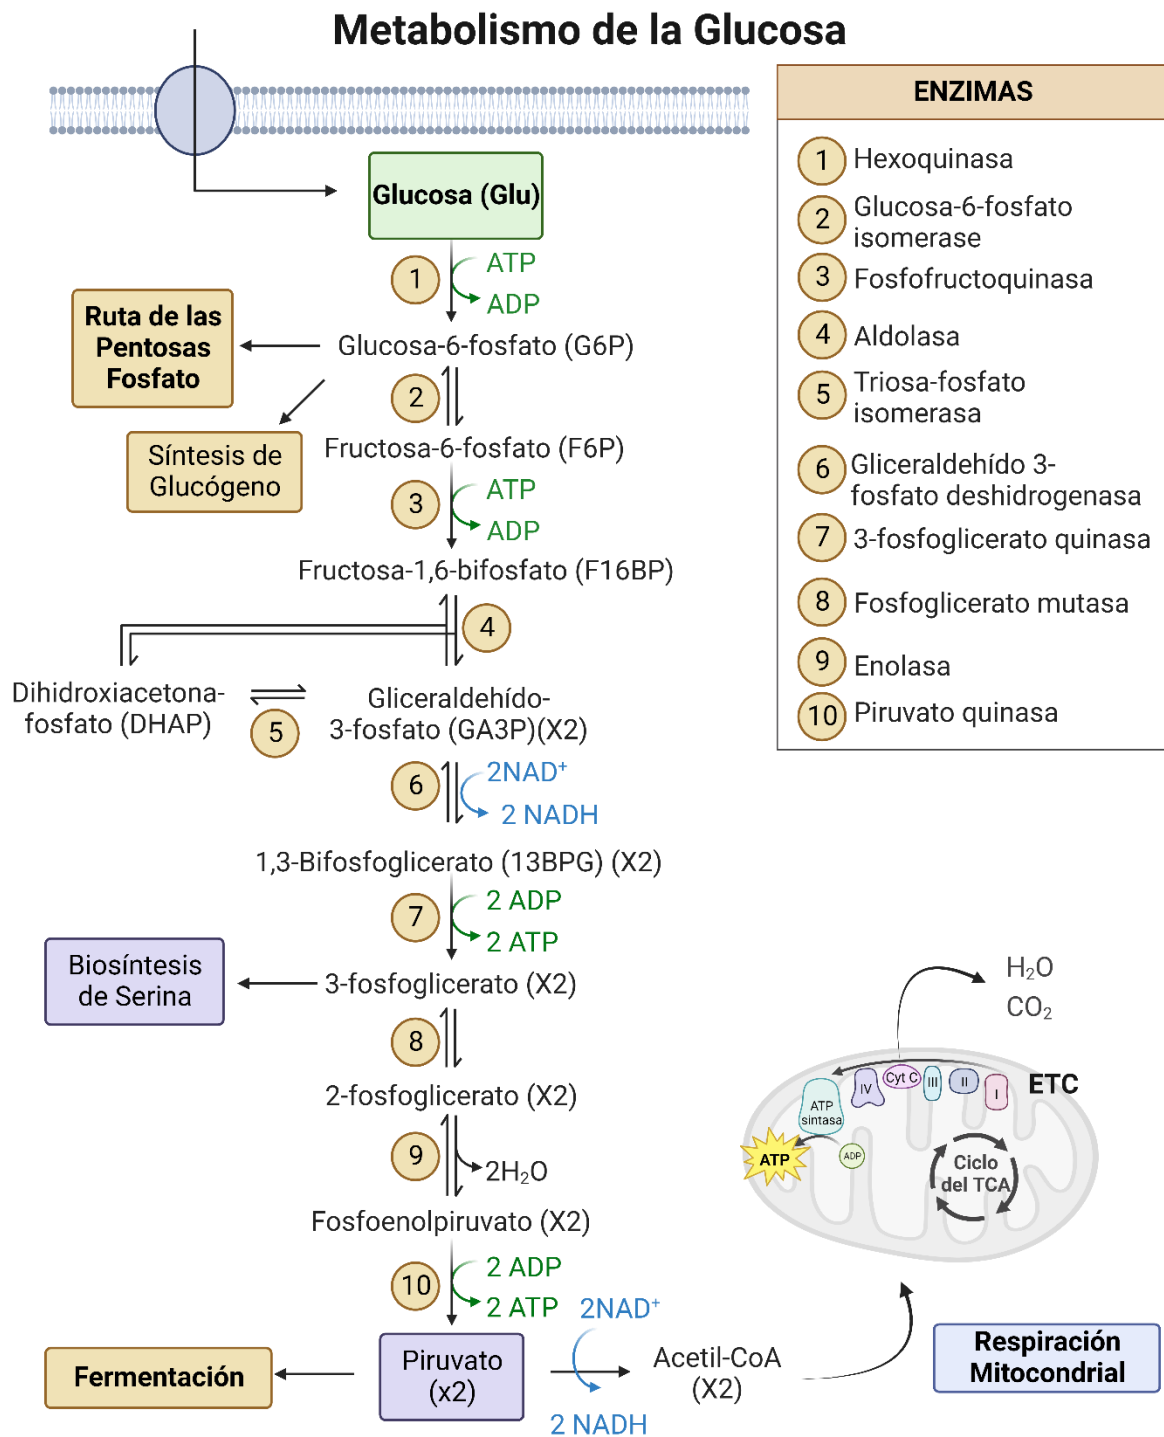 Metabolismo de la Glucosa
ENZIMAS
1 Hexoquinasa
2 Glucosa-6-fosfato
isomerase
3 Fosfofructoquinasa
4 Aldolasa
5 Triosa-fosfato
isomerasa
6 Gliceraldehído 3-
fosfato deshidrogenasa
7 3-fosfoglicerato quinasa
8 Fosfoglicerato mutasa
9 Enolasa
10 Piruvato quinasa
Glucosa (Glu)
1
ATP
ADP
Ruta de las
Pentosas
Fosfato
Glucosa-6-fosfato (G6P)
2
Síntesis de
Glucógeno
Fructosa-6-fosfato (F6P)
3
ATP
ADP
Fructosa-1,6-bifosfato (F16BP)
4
Dihidroxiacetona-
fosfato (DHAP)
5
Gliceraldehído-
3-fosfato (GA3P)(X2)
6
2NAD⁺
2 NADH
1,3-Bifosfoglicerato (13BPG) (X2)
7
2 ADP
2 ATP
Biosíntesis
de Serina
3-fosfoglicerato (X2)
8
2-fosfoglicerato (X2)
9
2H₂O
Fosfoenolpiruvato (X2)
10
2 ADP
2 ATP
Fermentación
Piruvato
(x2)
2NAD⁺
2 NADH
Acetil-CoA
(X2)
Respiración
Mitocondrial
H₂O
CO₂
ETC
IV
Cyt C
III
II
I
ATP
sintasa
ATP
ADP
Ciclo
del TCA